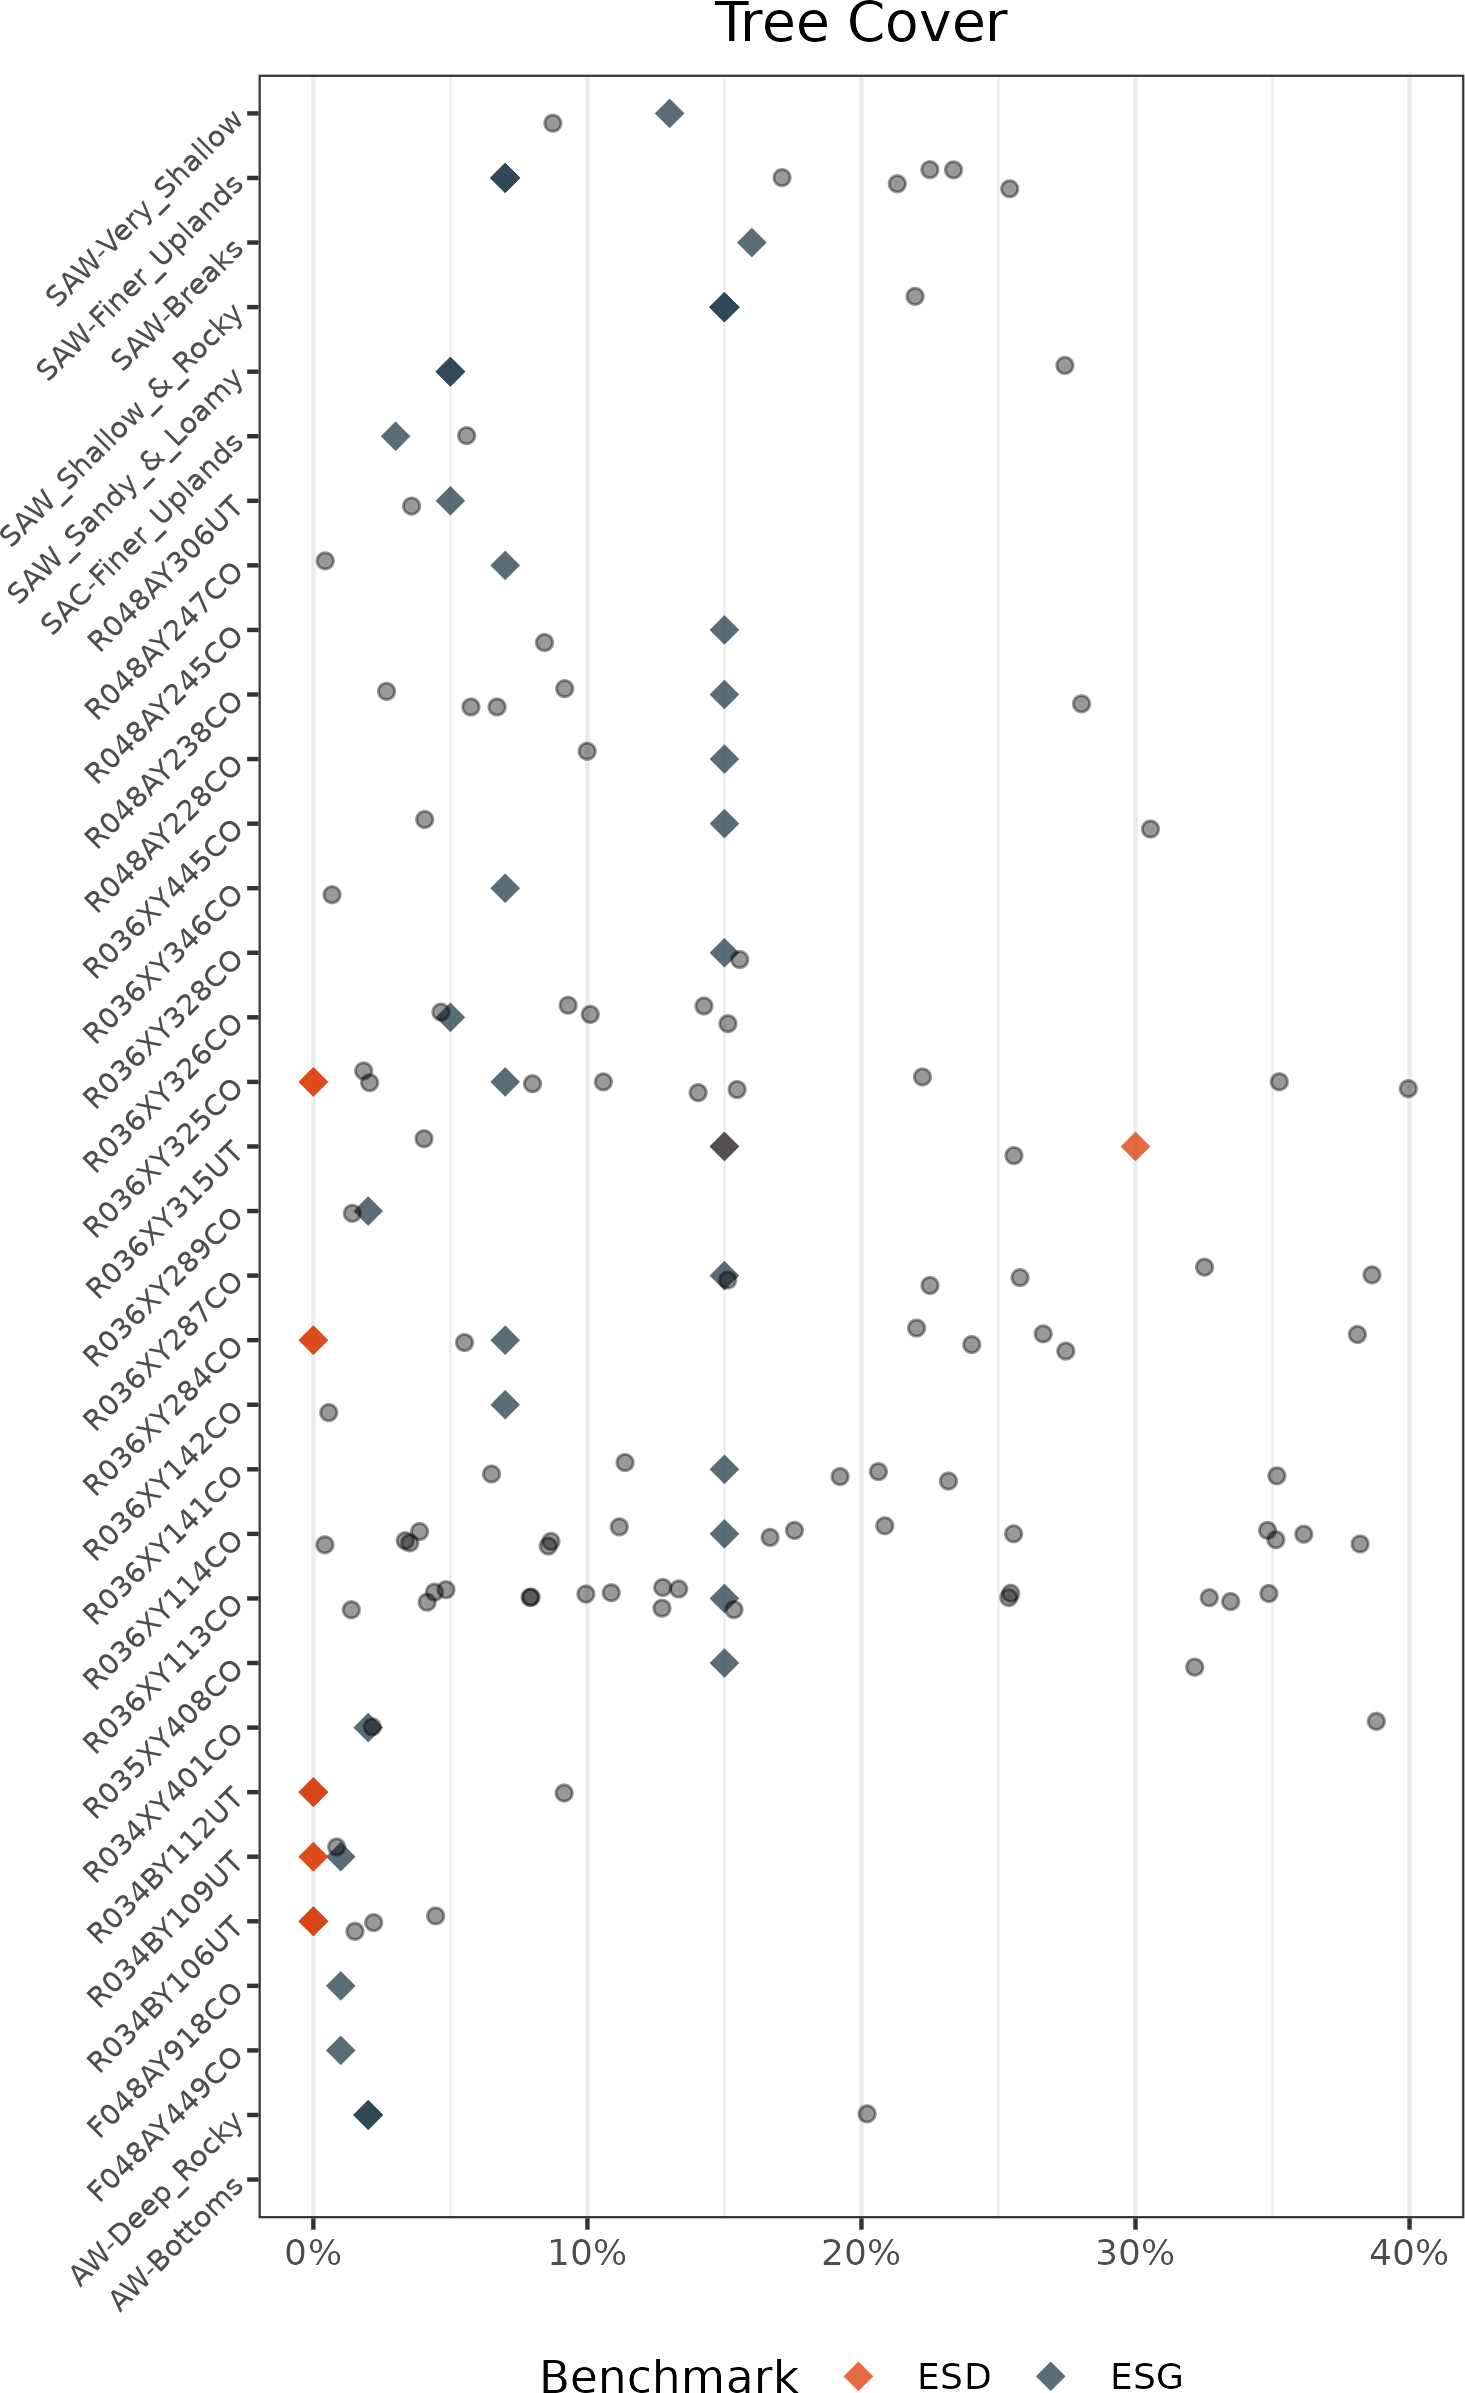 Tree Cover
SAW-Very_Shallow
SAW-Finer_Uplands
SAW-Breaks
SAW_Shallow_&_Rocky
SAW_Sandy_&_Loamy
SAC-Finer_Uplands
R048AY306UT
R048AY247CO
R048AY245CO
R048AY238CO
R048AY228CO
R036XY445CO
R036XY346CO
R036XY328CO
R036XY326CO
R036XY325CO
R036XY315UT
R036XY289CO
R036XY287CO
R036XY284CO
R036XY142CO
R036XY141CO
R036XY114CO
R036XY113CO
R035XY408CO
R034XY401CO
R034BY112UT
R034BY109UT
R034BY106UT
F048AY918CO
F048AY449CO
AW-Deep_Rocky
AW-Bottoms
0% 10% 20% 30% 40%
Benchmark ESD ESG